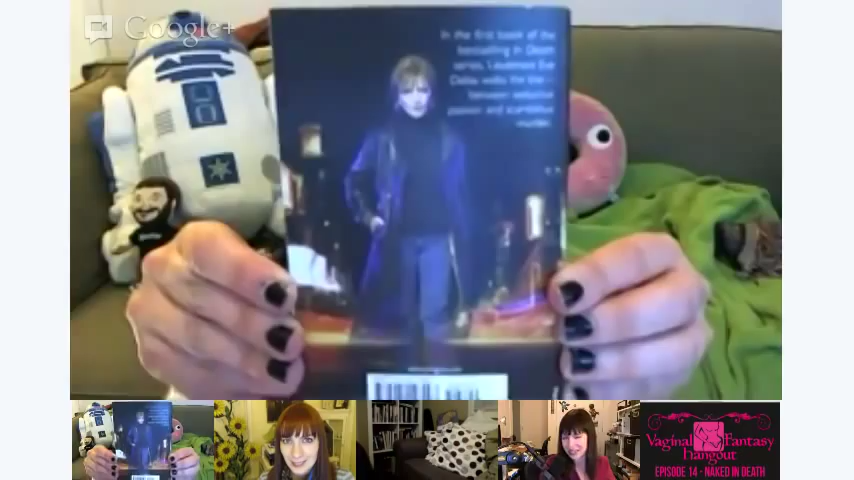 Google+
In the first book of the
bestselling In Death
series, Lieutenant Eve
Dallas walks the line
between seductive
passion and scandalous
murder.
Vaginal Fantasy
Hangout
EPISODE 14 - NAKED IN DEATH